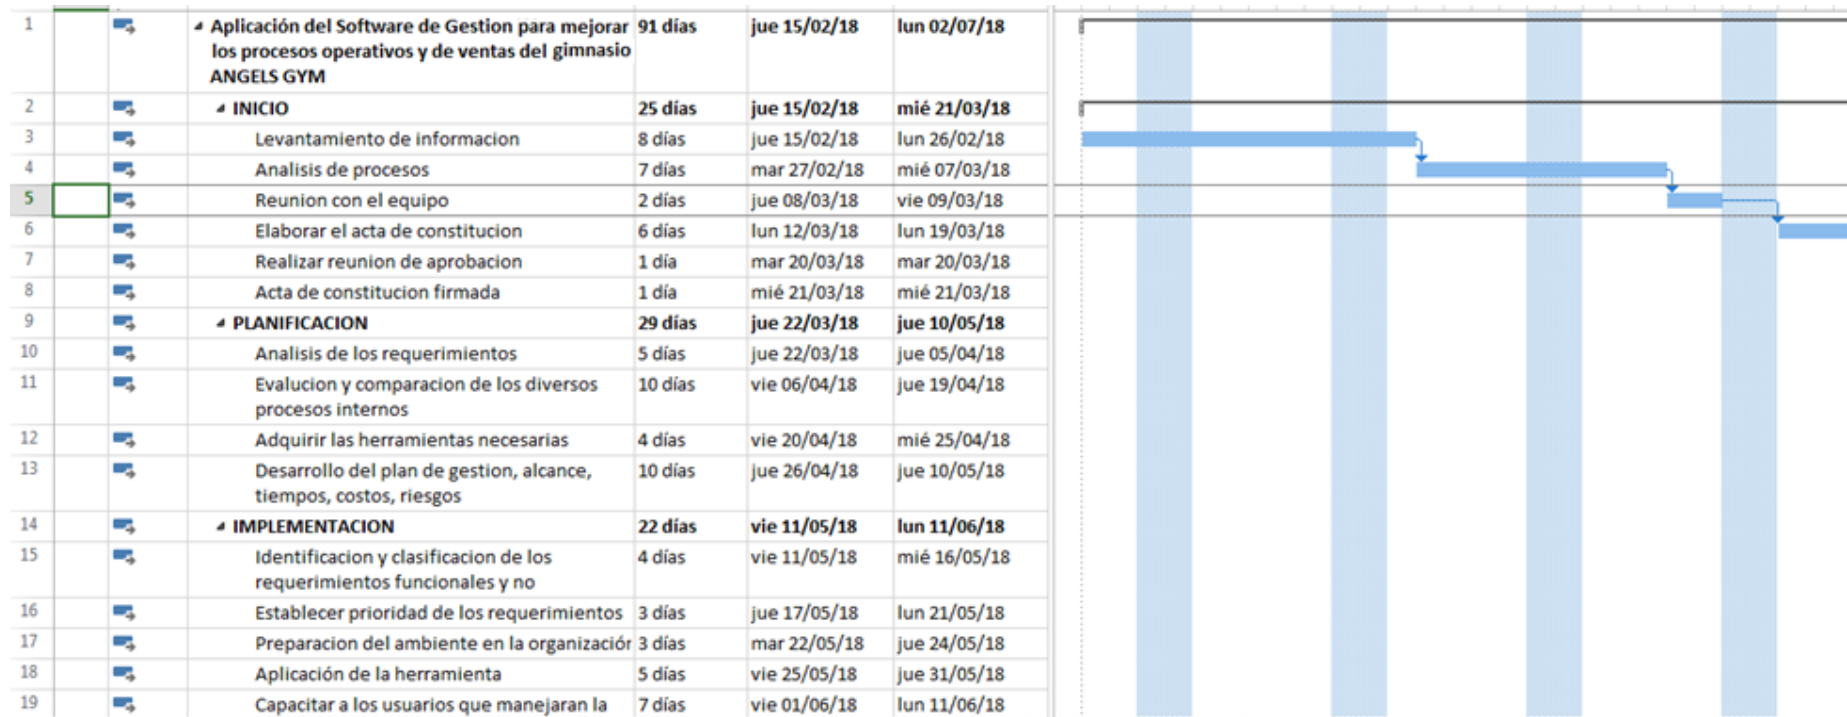 1 Aplicación del Software de Gestion para mejorar 91 días jue 15/02/18 lun 02/07/18
los procesos operativos y de ventas del gimnasio
ANGELS GYM
2 INICIO 25 días jue 15/02/18 mié 21/03/18
3 Levantamiento de informacion 8 días jue 15/02/18 lun 26/02/18
4 Analisis de procesos 7 días mar 27/02/18 mié 07/03/18
5 Reunion con el equipo 2 días jue 08/03/18 vie 09/03/18
6 Elaborar el acta de constitucion 6 días lun 12/03/18 lun 19/03/18
7 Realizar reunion de aprobacion 1 día mar 20/03/18 mar 20/03/18
8 Acta de constitucion firmada 1 día mié 21/03/18 mié 21/03/18
9 PLANIFICACION 29 días jue 22/03/18 jue 10/05/18
10 Analisis de los requerimientos 5 días jue 22/03/18 jue 05/04/18
11 Evalucion y comparacion de los diversos 10 días vie 06/04/18 jue 19/04/18
procesos internos
12 Adquirir las herramientas necesarias 4 días vie 20/04/18 mié 25/04/18
13 Desarrollo del plan de gestion, alcance, 10 días jue 26/04/18 jue 10/05/18
tiempos, costos, riesgos
14 IMPLEMENTACION 22 días vie 11/05/18 lun 11/06/18
15 Identificacion y clasificacion de los 4 días vie 11/05/18 mié 16/05/18
requerimientos funcionales y no
16 Establecer prioridad de los requerimientos 3 días jue 17/05/18 lun 21/05/18
17 Preparacion del ambiente en la organización 3 días mar 22/05/18 jue 24/05/18
18 Aplicación de la herramienta 5 días vie 25/05/18 jue 31/05/18
19 Capacitar a los usuarios que manejaran la 7 días vie 01/06/18 lun 11/06/18